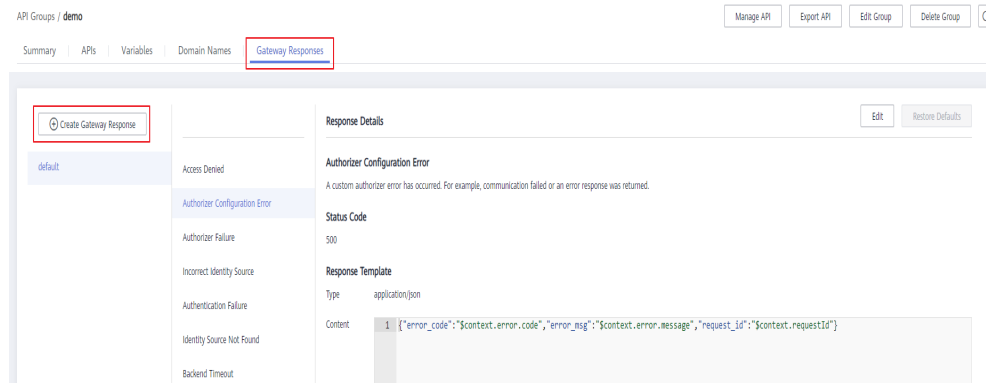 API Groups / demo
Manage API
Export API
Edit Group
Delete Group
Summary
APIs
Variables
Domain Names
Gateway Responses
Create Gateway Response
default
Access Denied
Authorizer Configuration Error
Authorizer Failure
Incorrect Identity Source
Authentication Failure
Identity Source Not Found
Backend Timeout
Response Details
Edit
Restore Defaults
Authorizer Configuration Error
A custom authorizer error has occurred. For example, communication failed or an error response was returned.
Status Code
500
Response Template
Type application/json
Content 1 {"error_code":"$context.error.code","error_msg":"$context.error.message","request_id":"$context.requestId"}